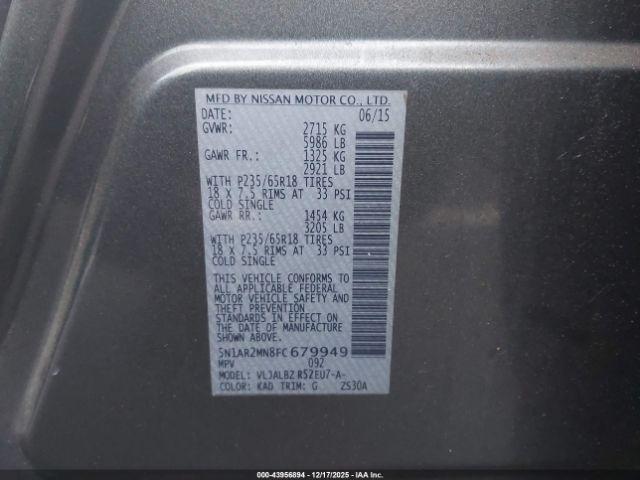 MFD BY NISSAN MOTOR CO., LTD.
DATE: 06/15
GVWR: 2715 KG
5986 LB
GAWR FR.: 1325 KG
2921 LB
WITH P235/65R18 TIRES
18 X 7.5 RIMS AT 33 PSI
COLD SINGLE
GAWR RR.: 1454 KG
3205 LB
WITH P235/65R18 TIRES
18 X 7.5 RIMS AT 33 PSI
COLD SINGLE
THIS VEHICLE CONFORMS TO
ALL APPLICABLE FEDERAL
MOTOR VEHICLE SAFETY AND
THEFT PREVENTION
STANDARDS IN EFFECT ON
THE DATE OF MANUFACTURE
SHOWN ABOVE.
5N1AR2MN8FC679949
MPV 092
MODEL: VLJALBZ R52EU7-A-
COLOR: KAD TRIM: G ZS30A
000-43956894 | 12/17/2025 - IAA Inc.